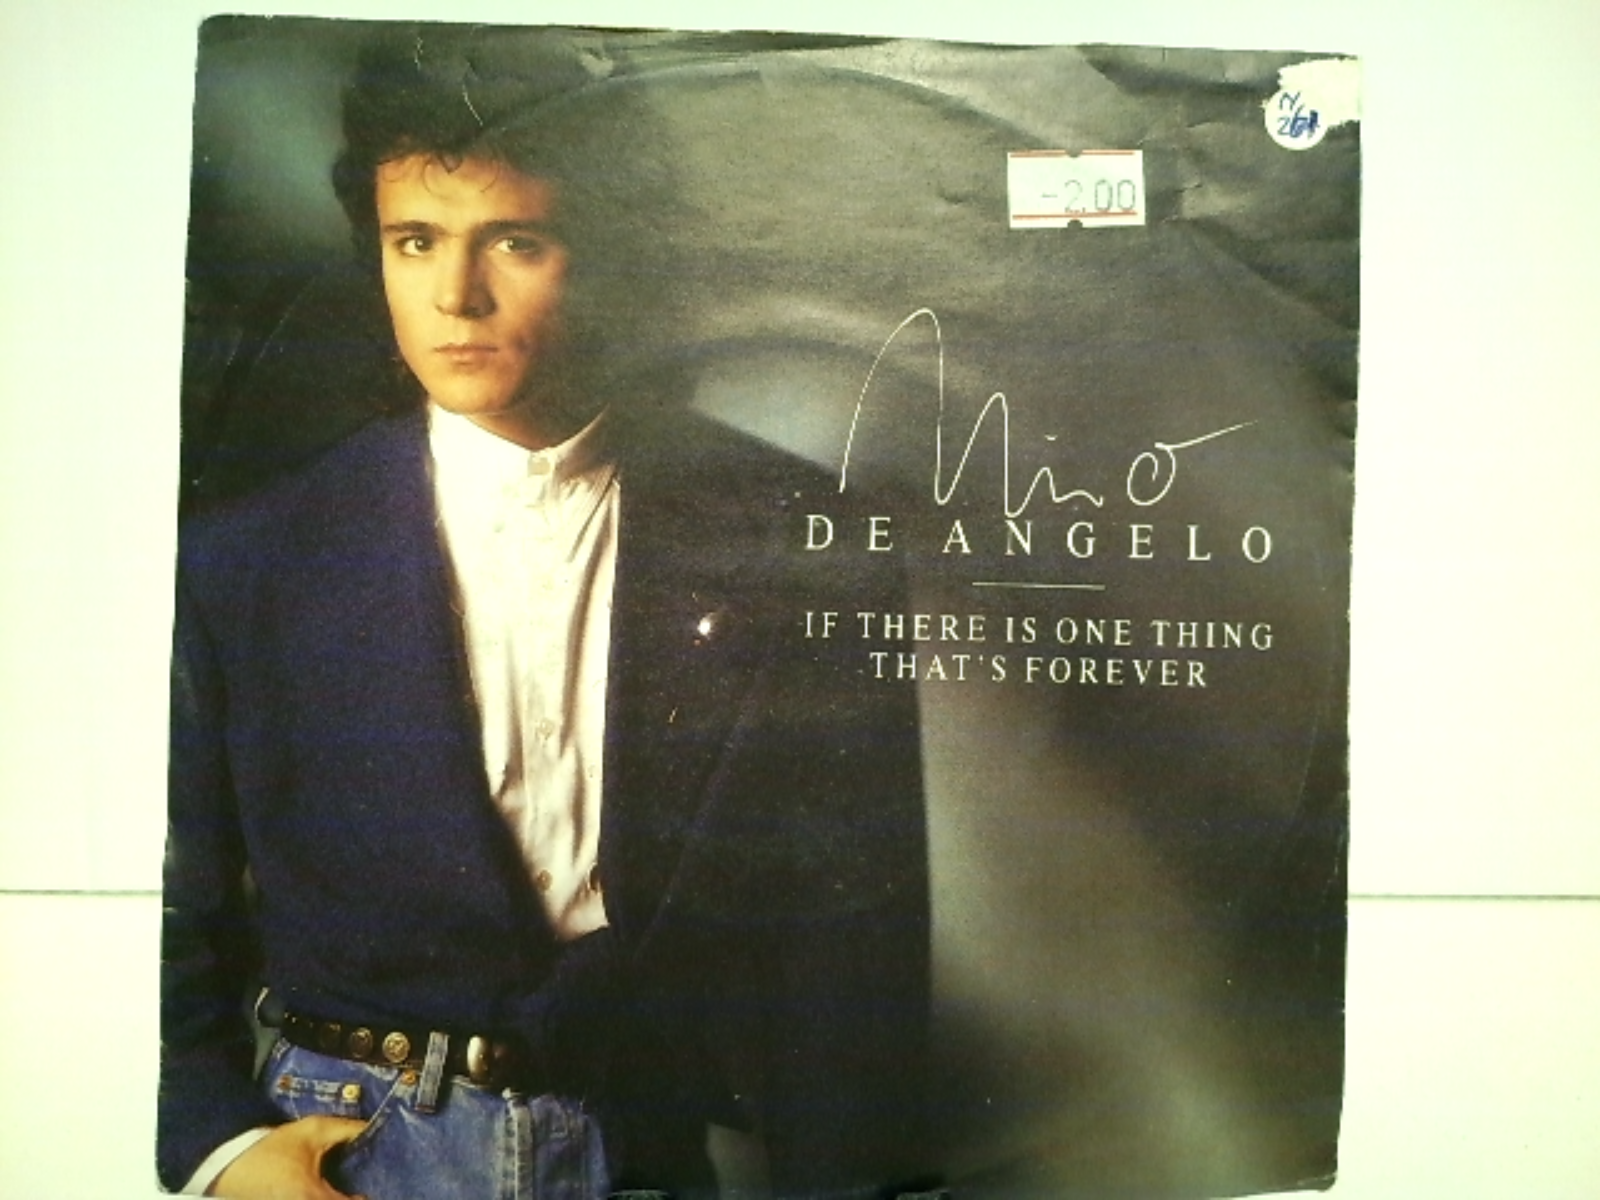 -2.00
Nino
DE ANGELO
IF THERE IS ONE THING
THAT'S FOREVER